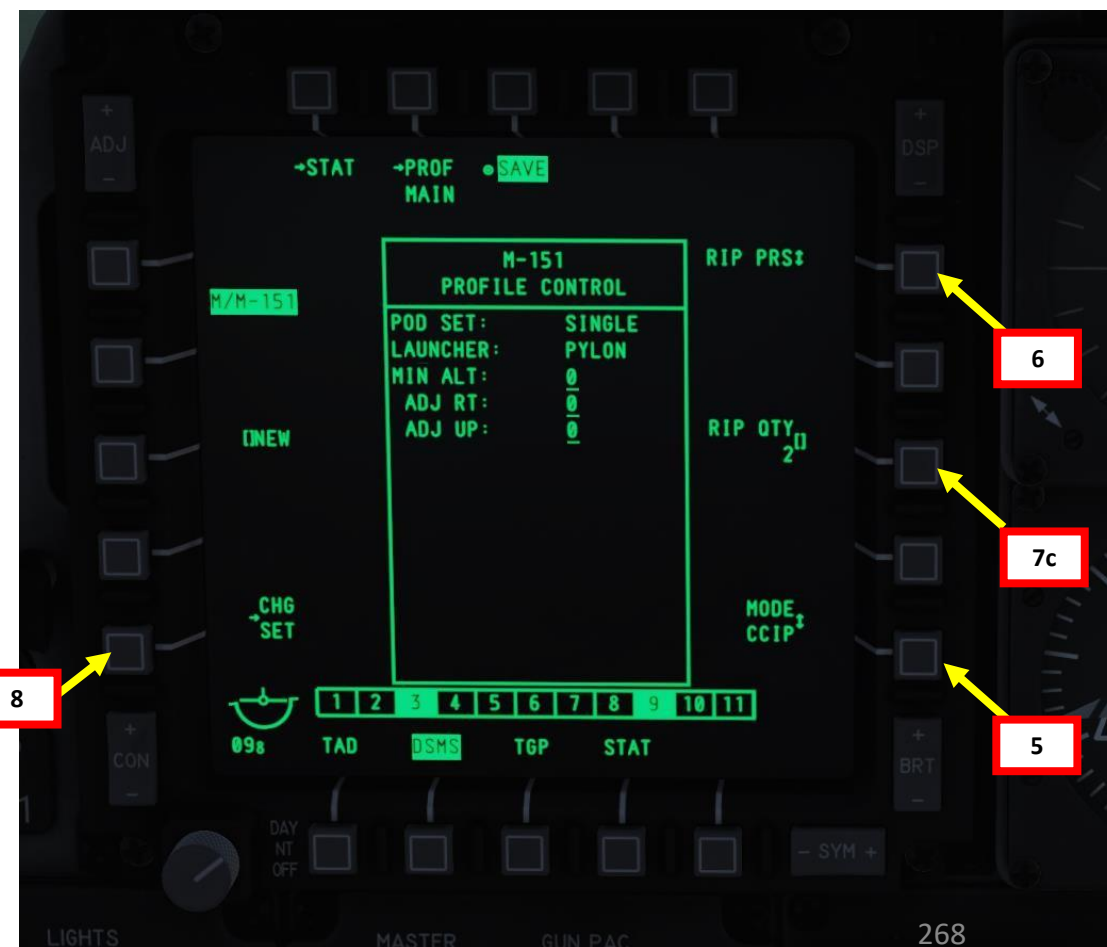 +
ADJ
-
+
DSP
-
→STAT →PROF ●SAVE
MAIN
M-151
PROFILE CONTROL
RIP PRS↕
M/M-151
POD SET: SINGLE
LAUNCHER: PYLON
MIN ALT: 0
ADJ RT: 0
ADJ UP: 0
6
[]NEW
RIP QTY[]
2
7c
→CHG
SET
MODE↕
CCIP
8
1 2 3 4 5 6 7 8 9 10 11
098 TAD DSMS TGP STAT
5
+
CON
-
+
BRT
-
DAY
NT
OFF
- SYM +
LIGHTS MASTER GUN PAC
268